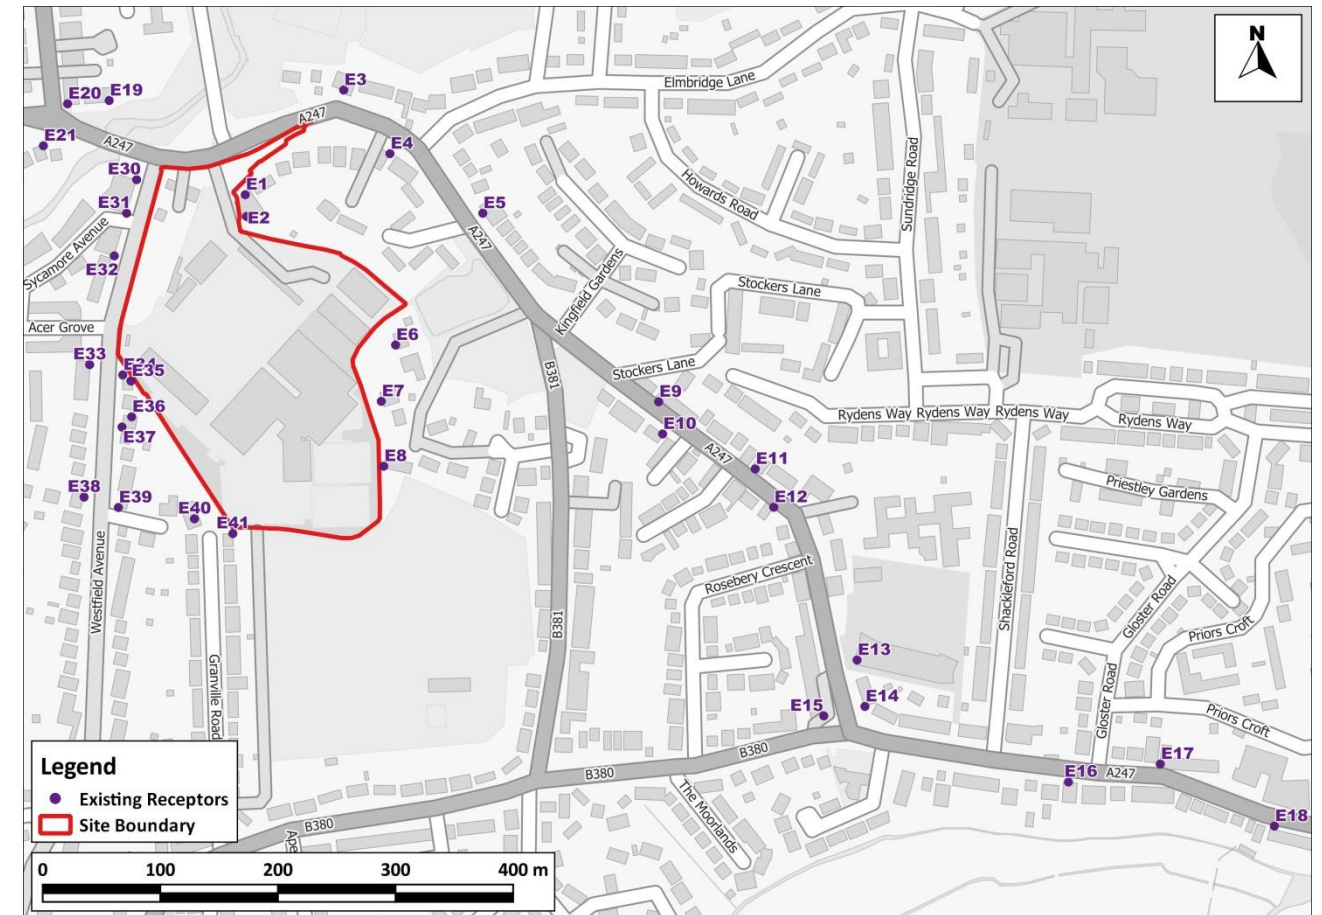 N
E3
Elmbridge Lane
E20
E19
A247
E21
A247
E4
Sundridge Road
E30
E1
Howards Road
E31
E2
E5
Sycamore Avenue
A247
E32
Kingfield Gardens
Stockers Lane
Acer Grove
E6
E33
Stockers Lane
E35
B381
E7
E9
Rydens Way
Rydens Way
Rydens Way
Rydens Way
E36
E37
E10
A247
E8
E11
Priestley Gardens
E38
E39
E40
E12
E41
Westfield Avenue
Rosebery Crescent
Shackleford Road
B381
Gloster Road
Priors Croft
Granville Road
E13
E14
E15
Gloster Road
Priors Croft
B380
B380
E17
E16
A247
The Moorlands
E18
B380
Legend
Existing Receptors
Site Boundary
0 100 200 300 400 m